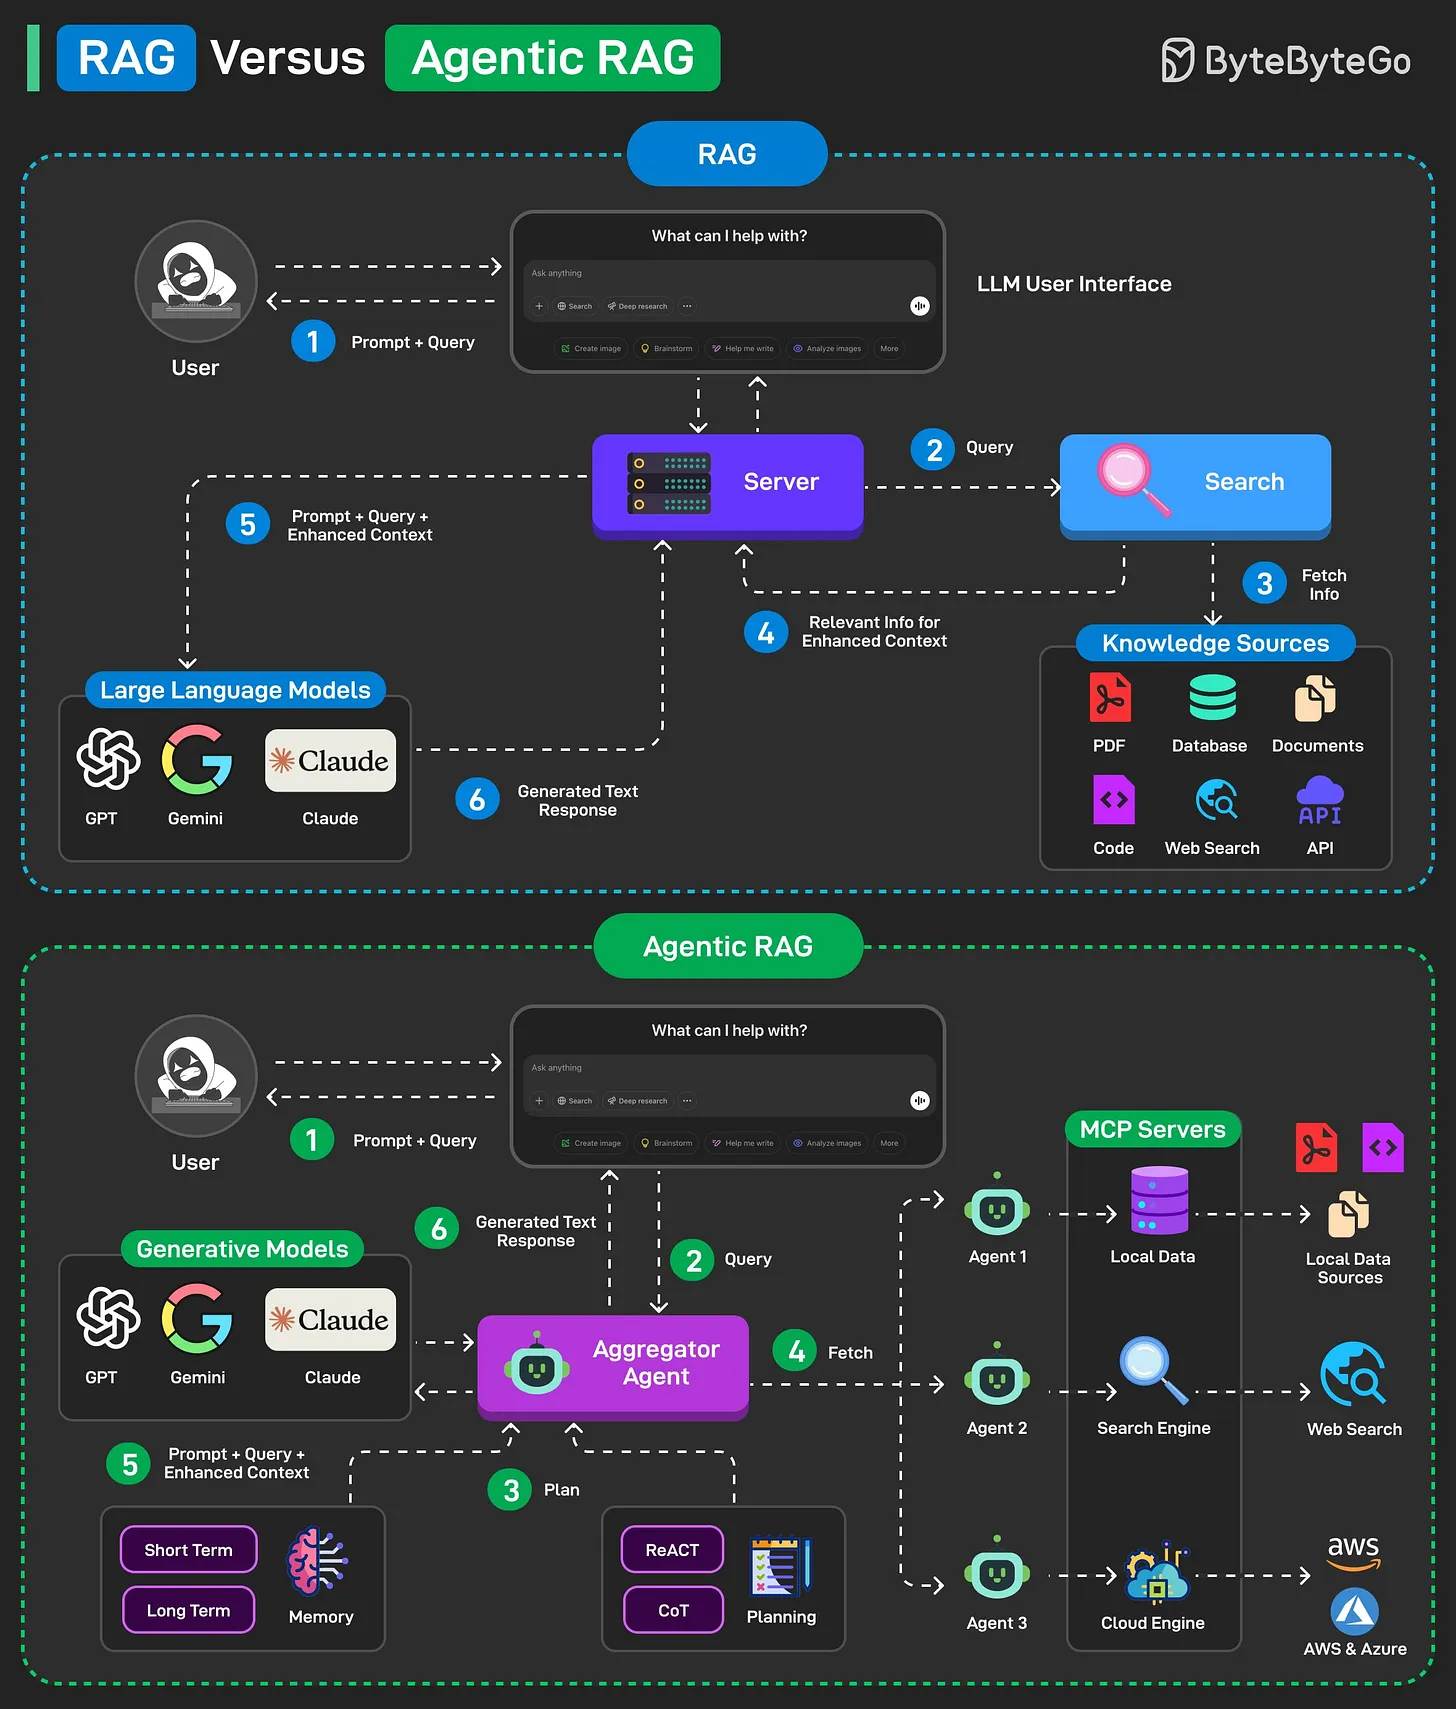 RAG Versus Agentic RAG
ByteByteGo
RAG
What can I help with?
Ask anything
Search
Deep research
Create image
Brainstorm
Help me write
Analyze images
More
LLM User Interface
User
1
Prompt + Query
Server
2
Query
Search
5
Prompt + Query +
Enhanced Context
3
Fetch
Info
4
Relevant Info for
Enhanced Context
Knowledge Sources
PDF
Database
Documents
Code
Web Search
API
API
Large Language Models
Claude
GPT
Gemini
Claude
6
Generated Text
Response
Agentic RAG
What can I help with?
Ask anything
Search
Deep research
Create image
Brainstorm
Help me write
Analyze images
More
User
1
Prompt + Query
6
Generated Text
Response
2
Query
Generative Models
Claude
GPT
Gemini
Claude
Aggregator
Agent
4
Fetch
5
Prompt + Query +
Enhanced Context
3
Plan
Short Term
Long Term
Memory
ReACT
CoT
Planning
MCP Servers
Agent 1
Local Data
Local Data
Sources
Agent 2
Search Engine
Web Search
Agent 3
Cloud Engine
aws
AWS & Azure